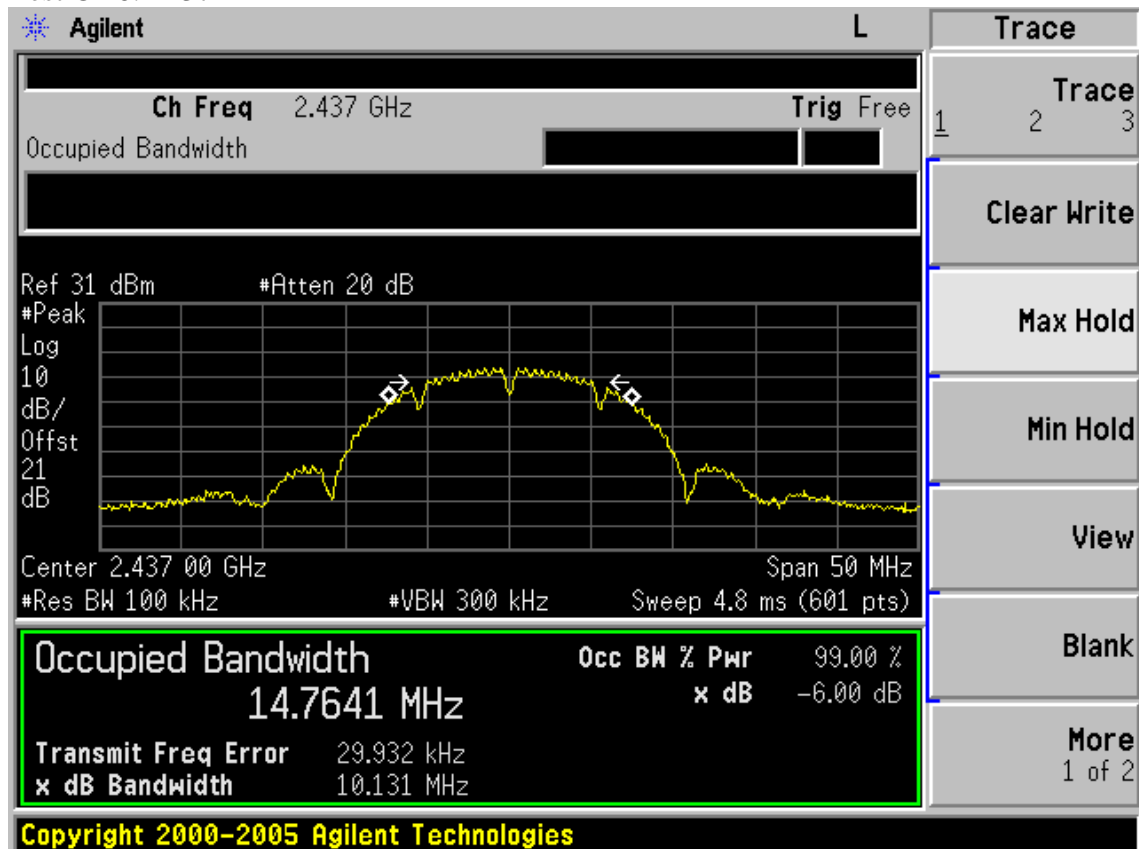 Agilent L Trace
Ch Freq 2.437 GHz Trig Free
Occupied Bandwidth
Trace
1 2 3
Clear Write
Max Hold
Min Hold
View
Blank
More
1 of 2
Ref 31 dBm #Atten 20 dB
#Peak
Log
10
dB/
Offst
21
dB
Center 2.437 00 GHz Span 50 MHz
#Res BW 100 kHz #VBW 300 kHz Sweep 4.8 ms (601 pts)
Occupied Bandwidth Occ BW % Pwr 99.00 %
14.7641 MHz x dB -6.00 dB
Transmit Freq Error 29.932 kHz
x dB Bandwidth 10.131 MHz
Copyright 2000-2005 Agilent Technologies